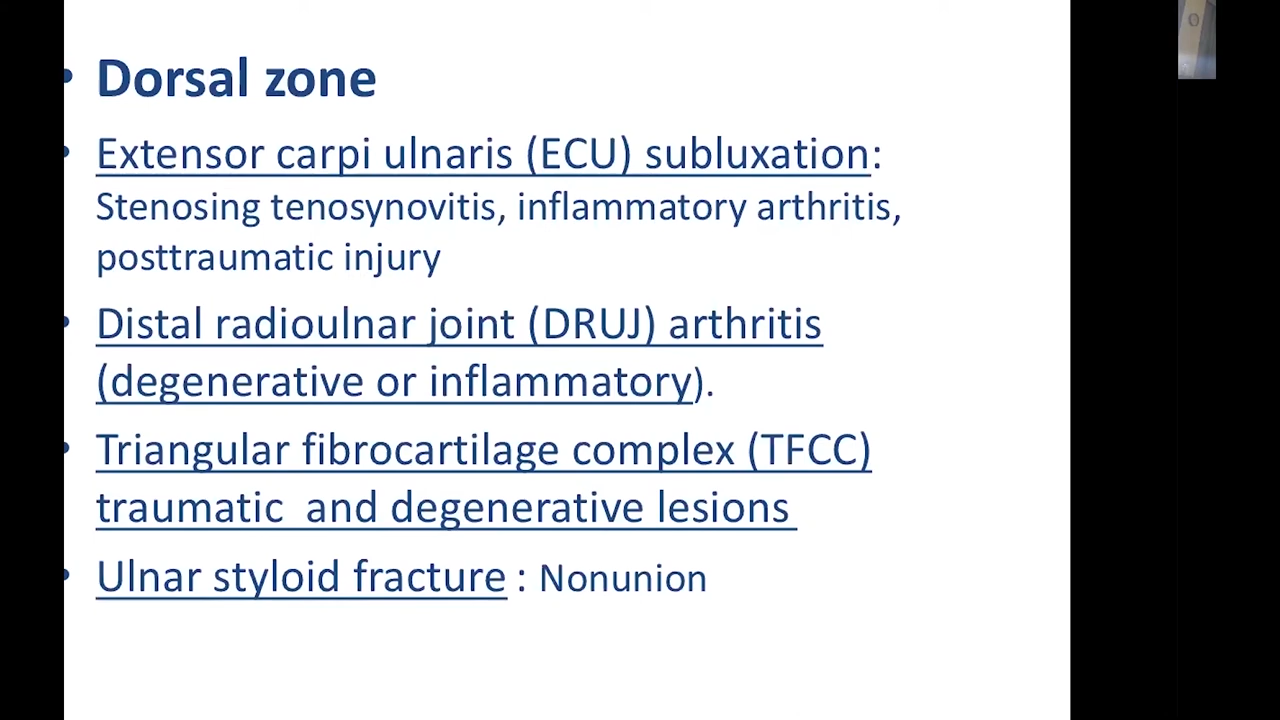 • Dorsal zone
• Extensor carpi ulnaris (ECU) subluxation:
Stenosing tenosynovitis, inflammatory arthritis,
posttraumatic injury
• Distal radioulnar joint (DRUJ) arthritis
(degenerative or inflammatory).
• Triangular fibrocartilage complex (TFCC)
traumatic and degenerative lesions
• Ulnar styloid fracture : Nonunion